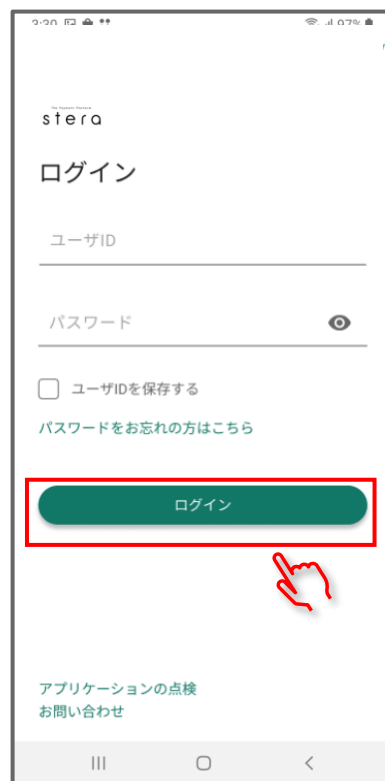 stera
ログイン
ユーザID
パスワード
ユーザIDを保存する
パスワードをお忘れの方はこちら
ログイン
アプリケーションの点検
お問い合わせ